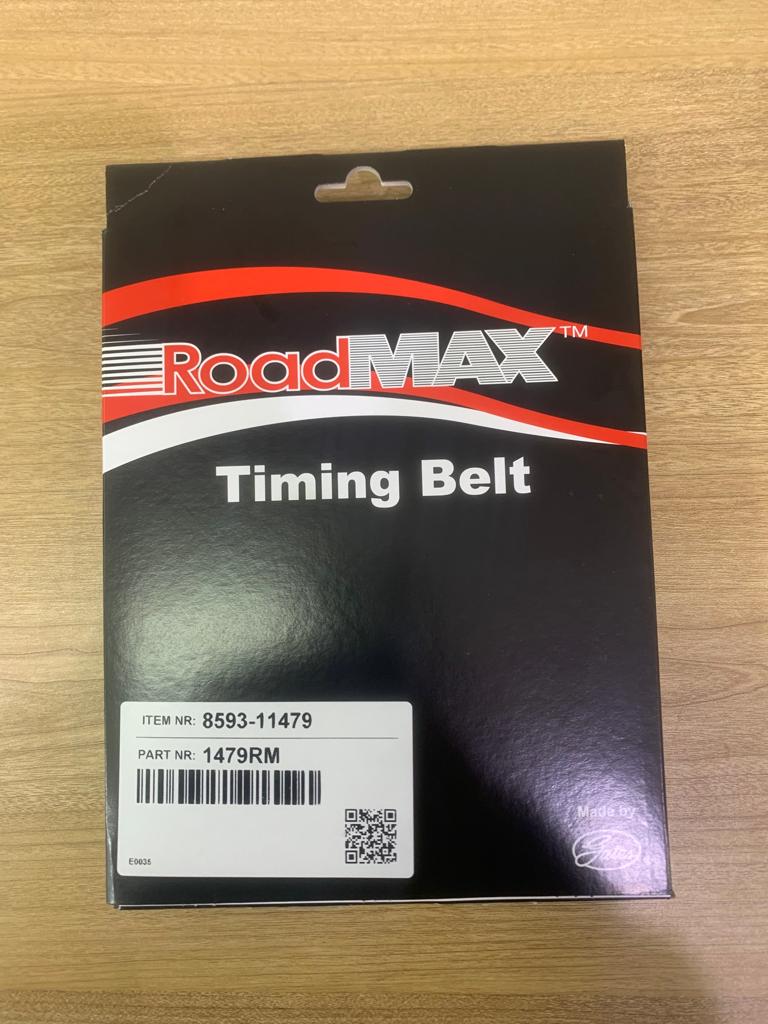 RoadMAX™
Timing Belt
ITEM NR: 8593-11479
PART NR: 1479RM
E0035
Made by
Gates®